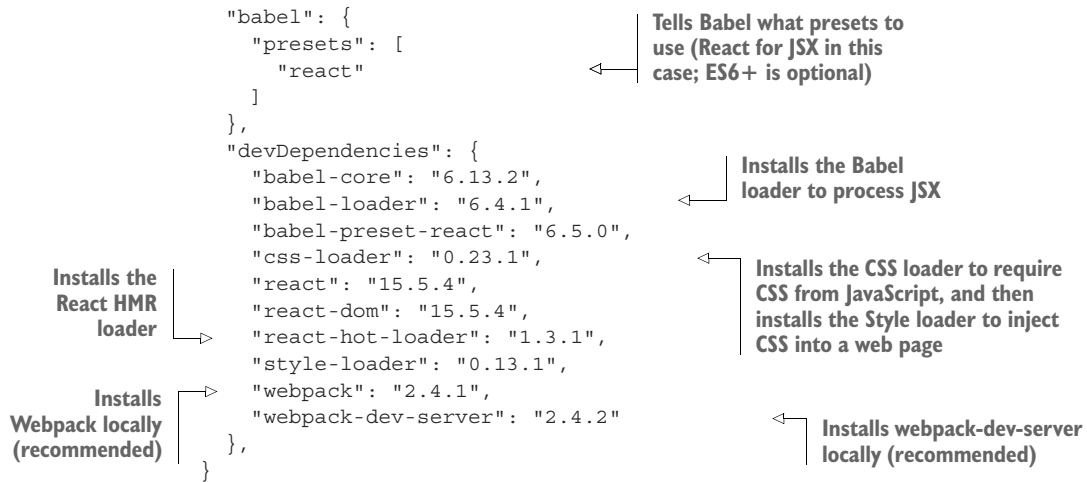 "babel": {
"presets": [
"react"
]
},
"devDependencies": {
"babel-core": "6.13.2",
"babel-loader": "6.4.1",
"babel-preset-react": "6.5.0",
"css-loader": "0.23.1",
"react": "15.5.4",
"react-dom": "15.5.4",
"react-hot-loader": "1.3.1",
"style-loader": "0.13.1",
"webpack": "2.4.1",
"webpack-dev-server": "2.4.2"
},
}
Tells Babel what presets to
use (React for JSX in this
case; ES6+ is optional)
Installs the Babel
loader to process JSX
Installs the CSS loader to require
CSS from JavaScript, and then
installs the Style loader to inject
CSS into a web page
Installs the
React HMR
loader
Installs
Webpack locally
(recommended)
Installs webpack-dev-server
locally (recommended)